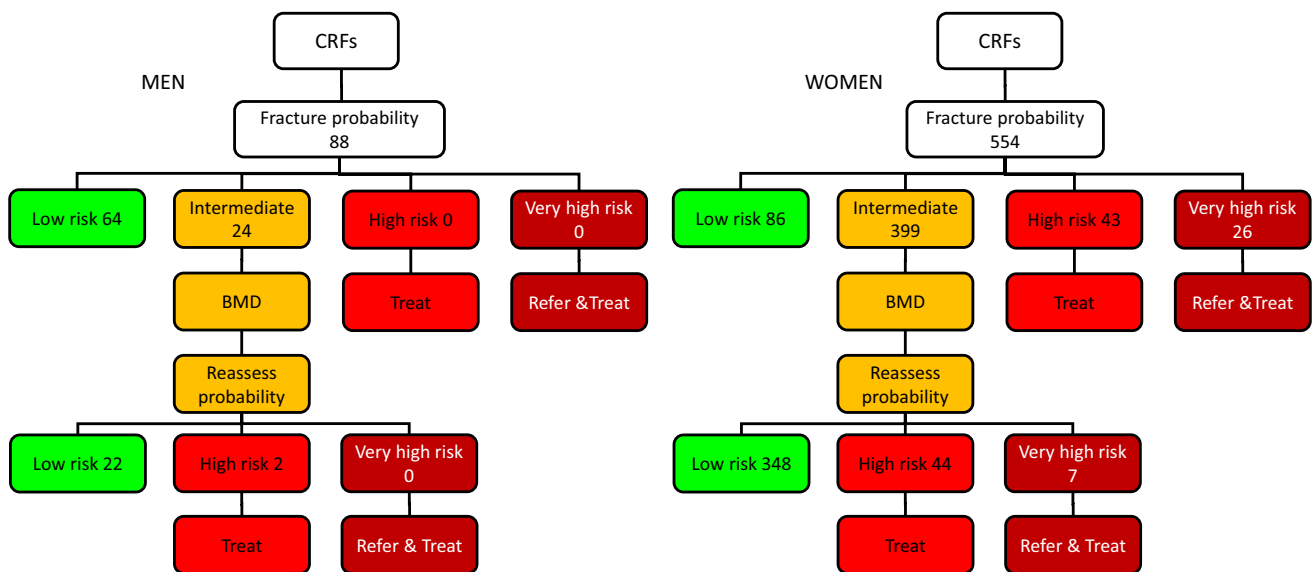 CRFs
MEN
Fracture probability
88
Low risk 64
Intermediate
24
High risk 0
Very high risk
0
BMD
Treat
Refer &Treat
Reassess
probability
Low risk 22
High risk 2
Very high risk
0
Treat
Refer & Treat
CRFs
WOMEN
Fracture probability
554
Low risk 86
Intermediate
399
High risk 43
Very high risk
26
BMD
Treat
Refer &Treat
Reassess
probability
Low risk 348
High risk 44
Very high risk
7
Treat
Refer & Treat